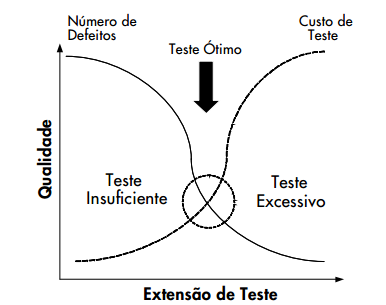 Número de
Defeitos
Teste Ótimo
Custo de
Teste
Qualidade
Teste
Insuficiente
Teste
Excessivo
Extensão de Teste